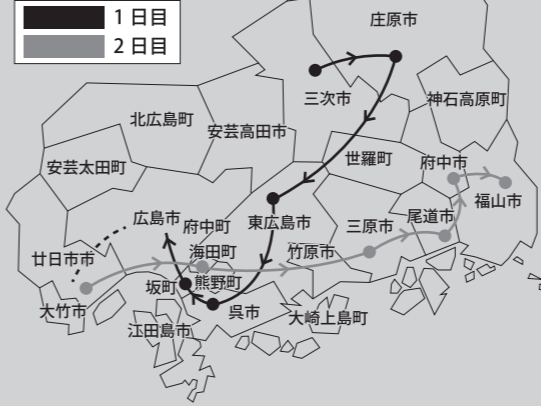 1日目
2日目
庄原市
三次市
神石高原町
北広島町
安芸高田市
世羅町
府中市
安芸太田町
福山市
広島市
府中町
東広島市
三原市
尾道市
廿日市市
海田町
竹原市
坂町
熊野町
大竹市
呉市
大崎上島町
江田島市